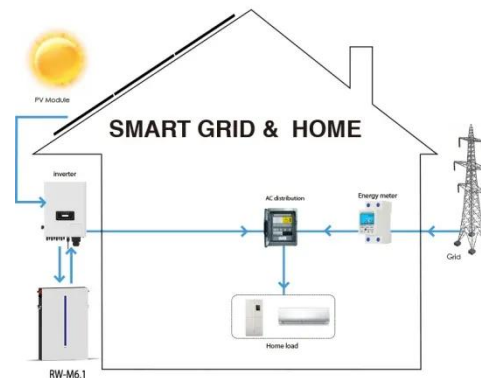 PV Module
SMART GRID & HOME
Inverter
AC distribution
Energy meter
Grid
Home load
RW-M6.1